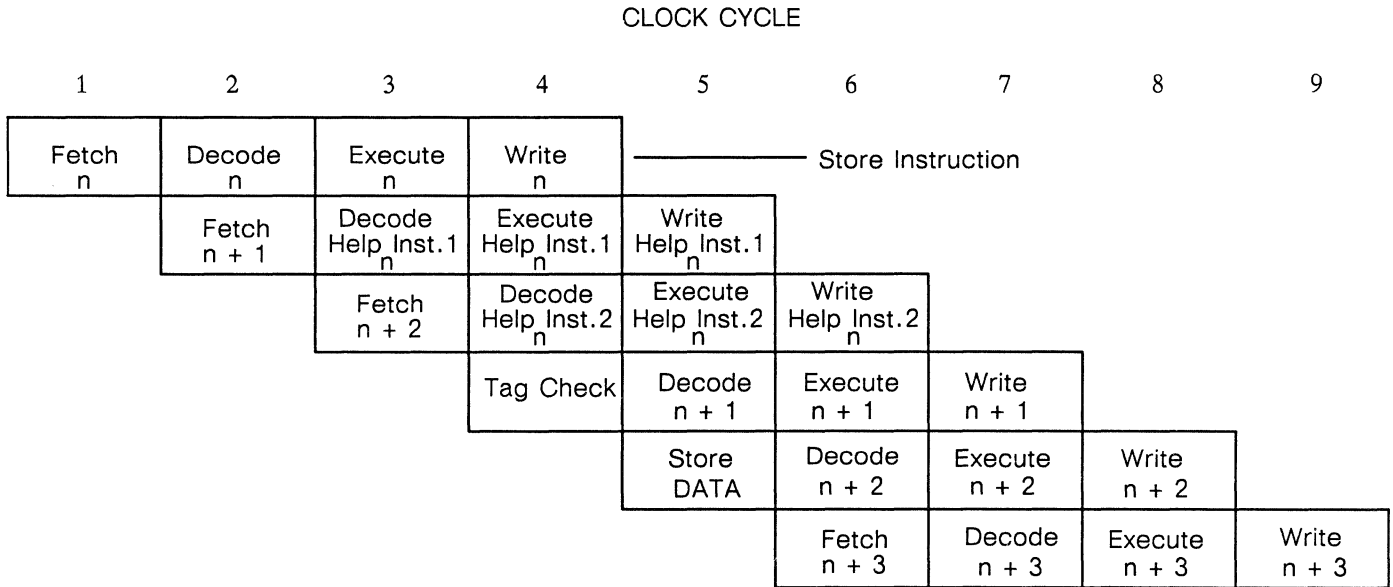 CLOCK CYCLE
1 2 3 4 5 6 7 8 9
Fetch Decode Execute Write Store Instruction
n n n n
Fetch Decode Execute Write
n + 1 Help Inst.1 Help Inst.1 Help Inst.1
n n n
Fetch Decode Execute Write
n + 2 Help Inst.2 Help Inst.2 Help Inst.2
n n n
Tag Check Decode Execute Write
n + 1 n + 1 n + 1
Store Decode Execute Write
DATA n + 2 n + 2 n + 2
Fetch Decode Execute Write
n + 3 n + 3 n + 3 n + 3